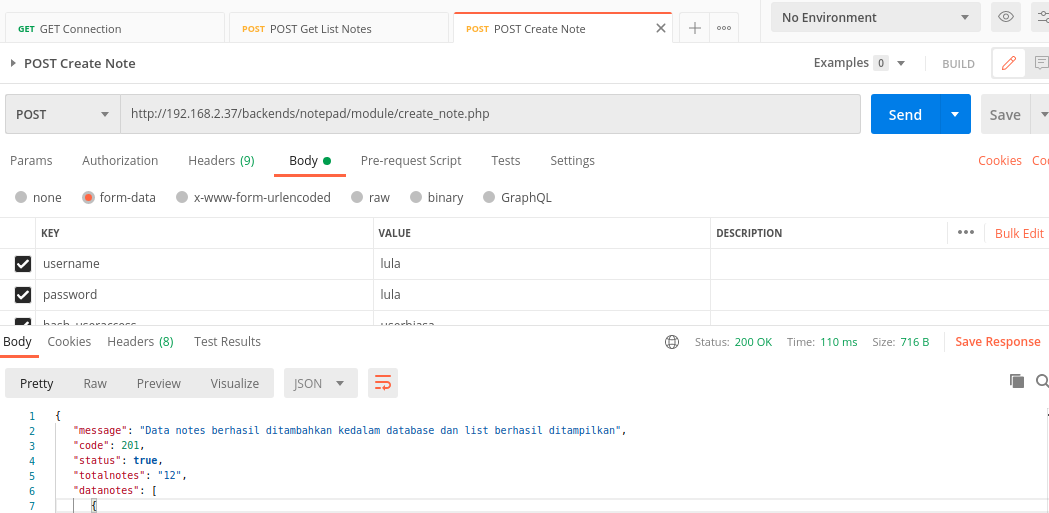 GET GET Connection
POST POST Get List Notes
POST POST Create Note
No Environment
POST Create Note
Examples 0
BUILD
POST
http://192.168.2.37/backends/notepad/module/create_note.php
Send
Save
Params
Authorization
Headers (9)
Body
Pre-request Script
Tests
Settings
Cookies
none
form-data
x-www-form-urlencoded
raw
binary
GraphQL
KEY
VALUE
DESCRIPTION
Bulk Edit
username
lula
password
lula
hash_useraccess
userbiasa
Body
Cookies
Headers (8)
Test Results
Status: 200 OK
Time: 110 ms
Size: 716 B
Save Response
Pretty
Raw
Preview
Visualize
JSON
1 {
2 "message": "Data notes berhasil ditambahkan kedalam database dan list berhasil ditampilkan",
3 "code": 201,
4 "status": true,
5 "totalnotes": "12",
6 "datanotes": [
7 {